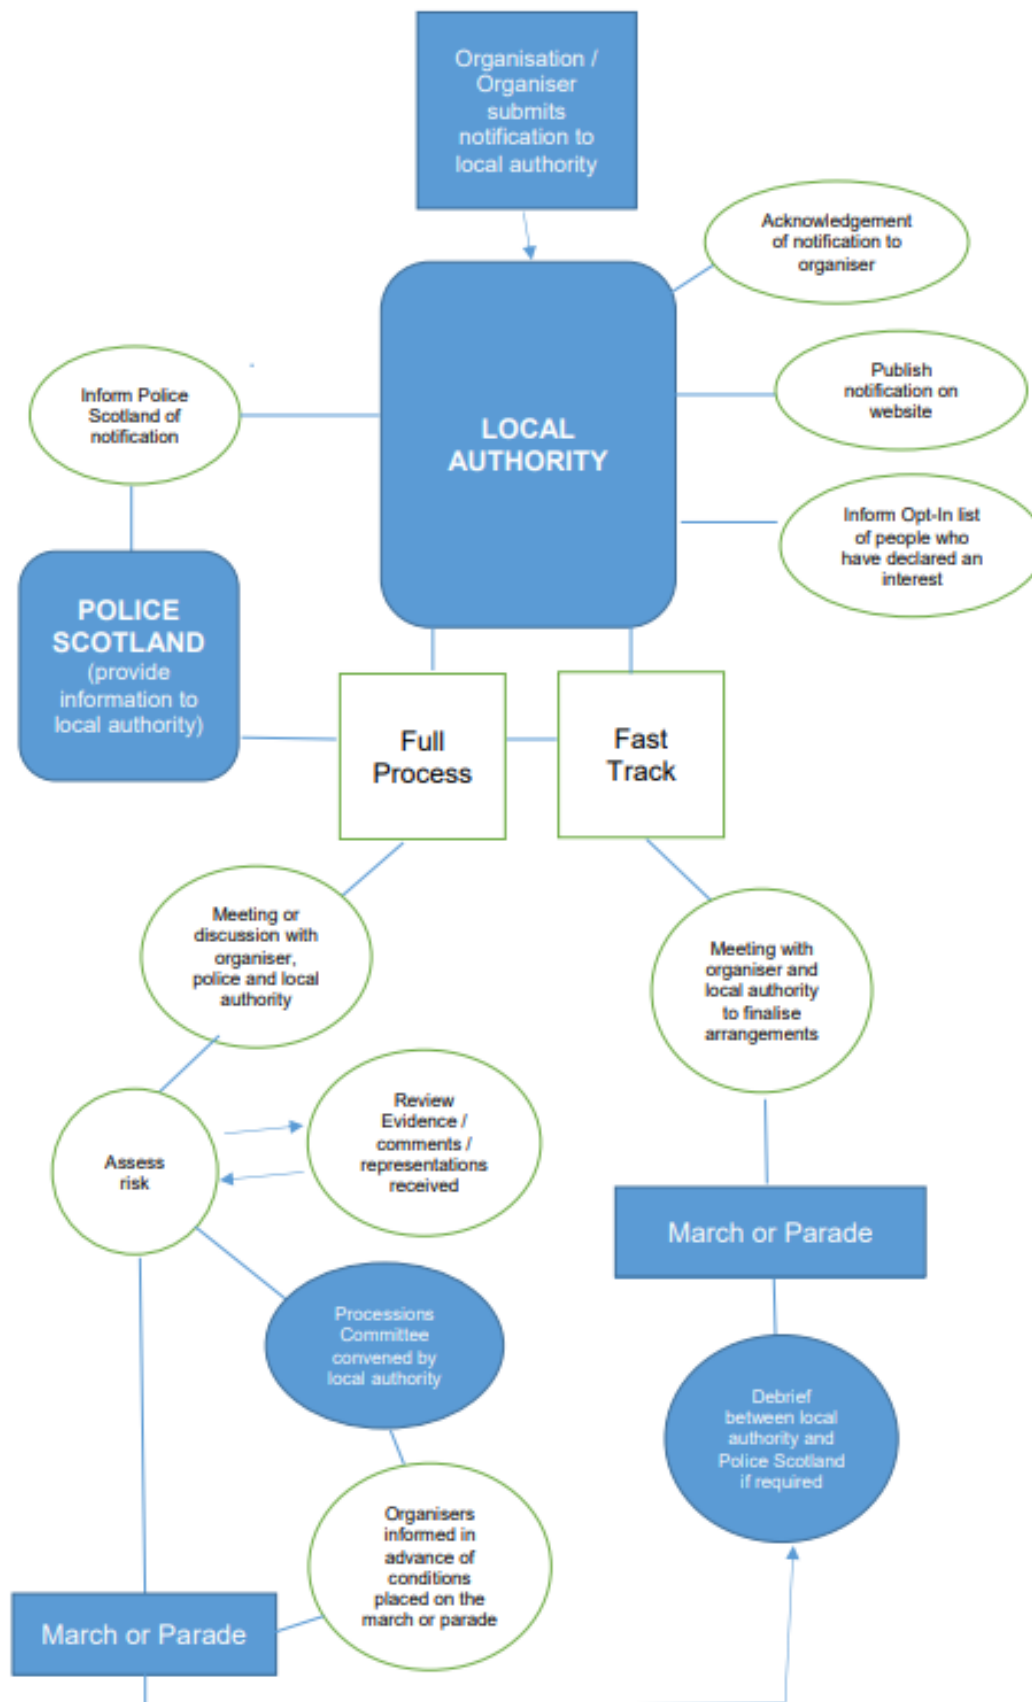 Organisation /
Organiser
submits
notification to
local authority
Acknowledgement
of notification to
organiser
Inform Police
Scotland of
notification
LOCAL
AUTHORITY
Publish
notification on
website
Inform Opt-In list
of people who
have declared an
interest
POLICE
SCOTLAND
(provide
information to
local authority)
Full
Process
Fast
Track
Meeting or
discussion with
organiser,
police and local
authority
Meeting with
organiser and
local authority
to finalise
arrangements
Assess
risk
Review
Evidence /
comments /
representations
received
March or Parade
Processions
Committee
convened by
local authority
Debrief
between local
authority and
Police Scotland
if required
Organisers
informed in
advance of
conditions
placed on the
march or parade
March or Parade